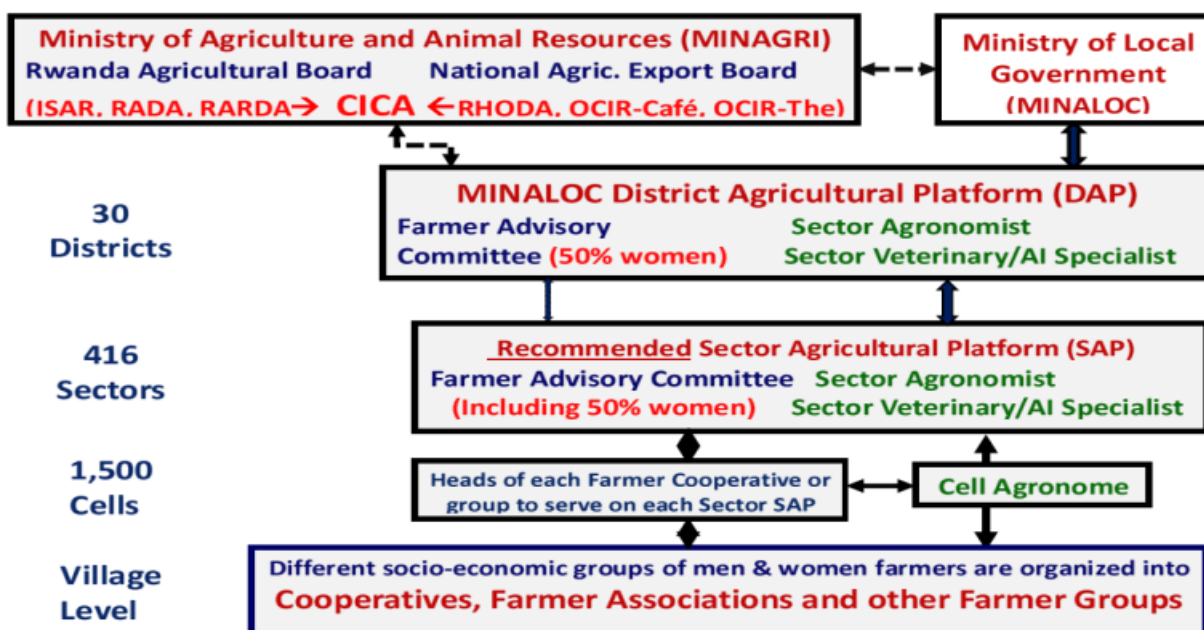 Ministry of Agriculture and Animal Resources (MINAGRI)
Rwanda Agricultural Board National Agric. Export Board
(ISAR. RADA. RARDA→ CICA ←RHODA. OCIR-Café. OCIR-The)
Ministry of Local
Government
(MINALOC)
30
Districts
MINALOC District Agricultural Platform (DAP)
Farmer Advisory
Committee (50% women)
Sector Agronomist
Sector Veterinary/AI Specialist
416
Sectors
Recommended Sector Agricultural Platform (SAP)
Farmer Advisory Committee
(Including 50% women)
Sector Agronomist
Sector Veterinary/AI Specialist
1,500
Cells
Heads of each Farmer Cooperative or
group to serve on each Sector SAP
Cell Agronome
Village
Level
Different socio-economic groups of men & women farmers are organized into
Cooperatives, Farmer Associations and other Farmer Groups